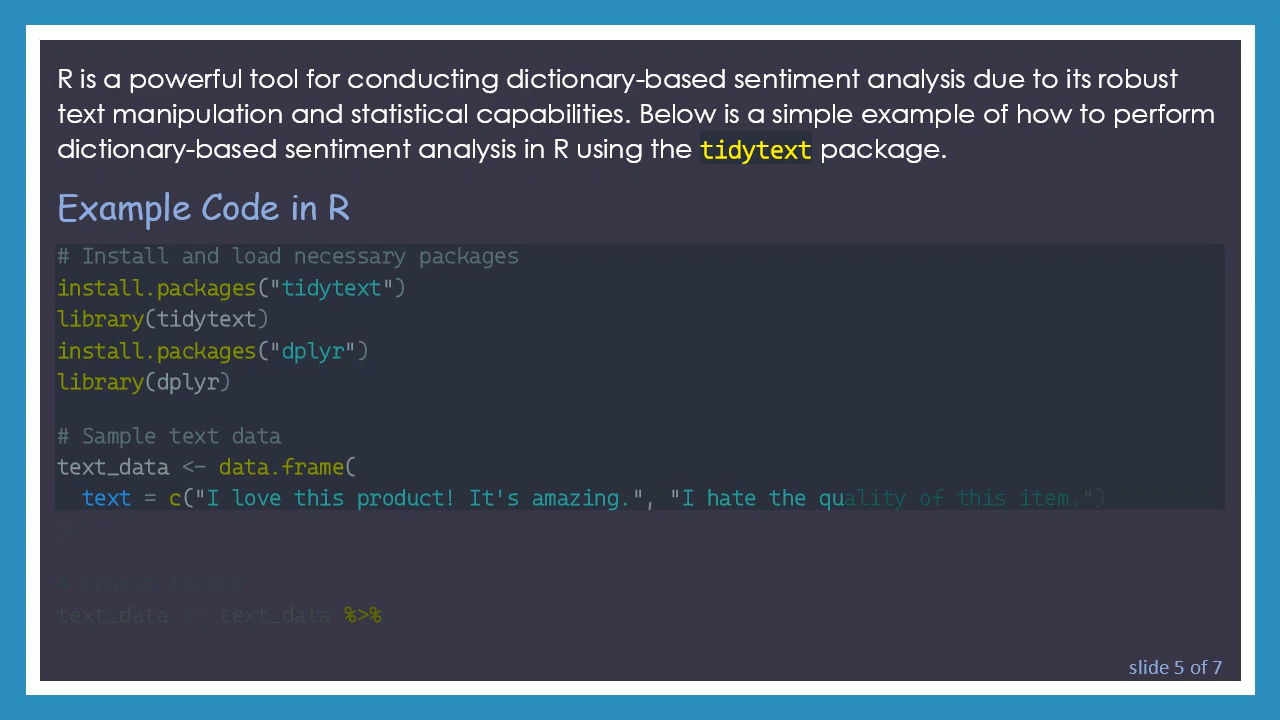 R is a powerful tool for conducting dictionary-based sentiment analysis due to its robust
text manipulation and statistical capabilities. Below is a simple example of how to perform
dictionary-based sentiment analysis in R using the tidytext package.
Example Code in R
# Install and load necessary packages
install.packages("tidytext")
library(tidytext)
install.packages("dplyr")
library(dplyr)
# Sample text data
text_data <- data.frame(
  text = c("I love this product! It's amazing.", "I hate the quality of this item.")
)
# Unnest tokens
text_data <- text_data %>%
slide 5 of 7